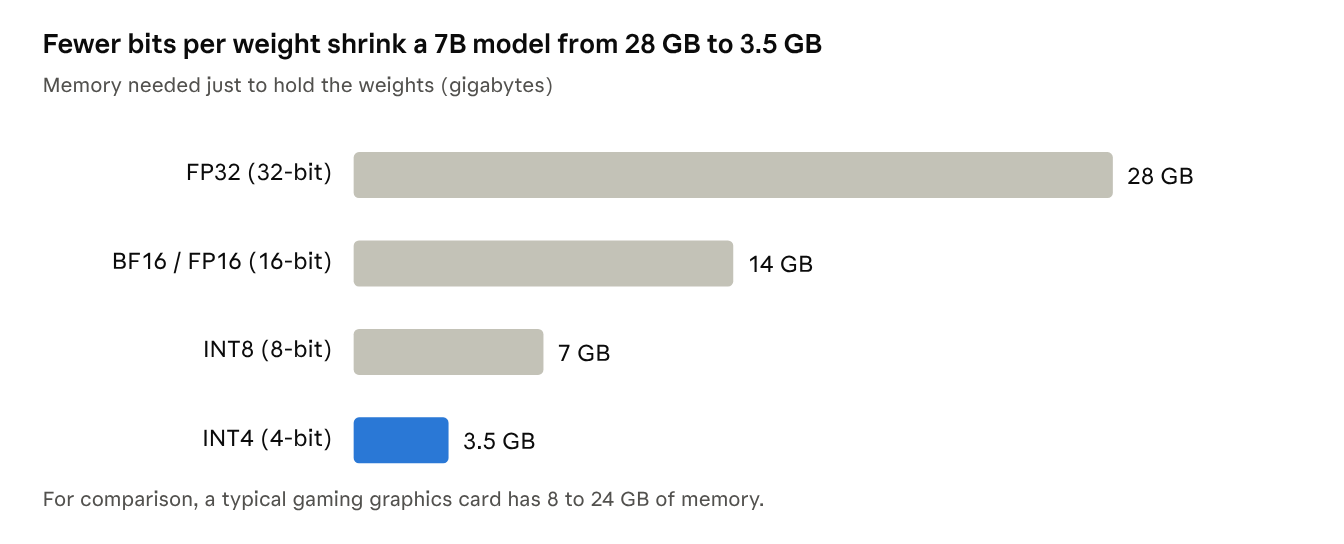 Fewer bits per weight shrink a 7B model from 28 GB to 3.5 GB
Memory needed just to hold the weights (gigabytes)
FP32 (32-bit)
28 GB
BF16 / FP16 (16-bit)
14 GB
INT8 (8-bit)
7 GB
INT4 (4-bit)
3.5 GB
For comparison, a typical gaming graphics card has 8 to 24 GB of memory.